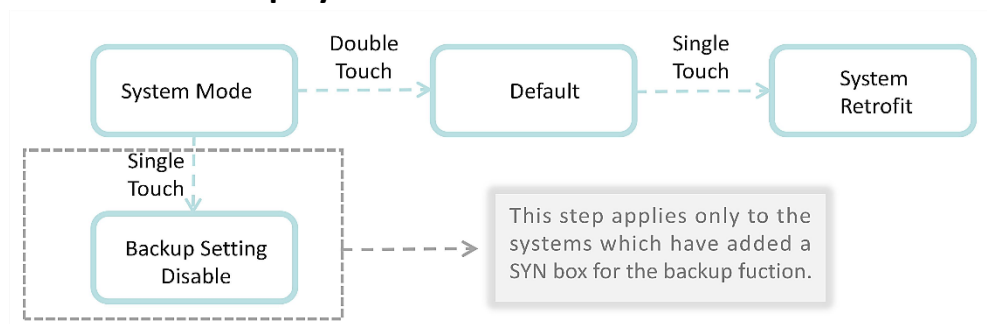 Double
Touch
Single
Touch
System Mode
Default
System
Retrofit
Single
Touch
Backup Setting
Disable
This step applies only to the
systems which have added a
SYN box for the backup fuction.